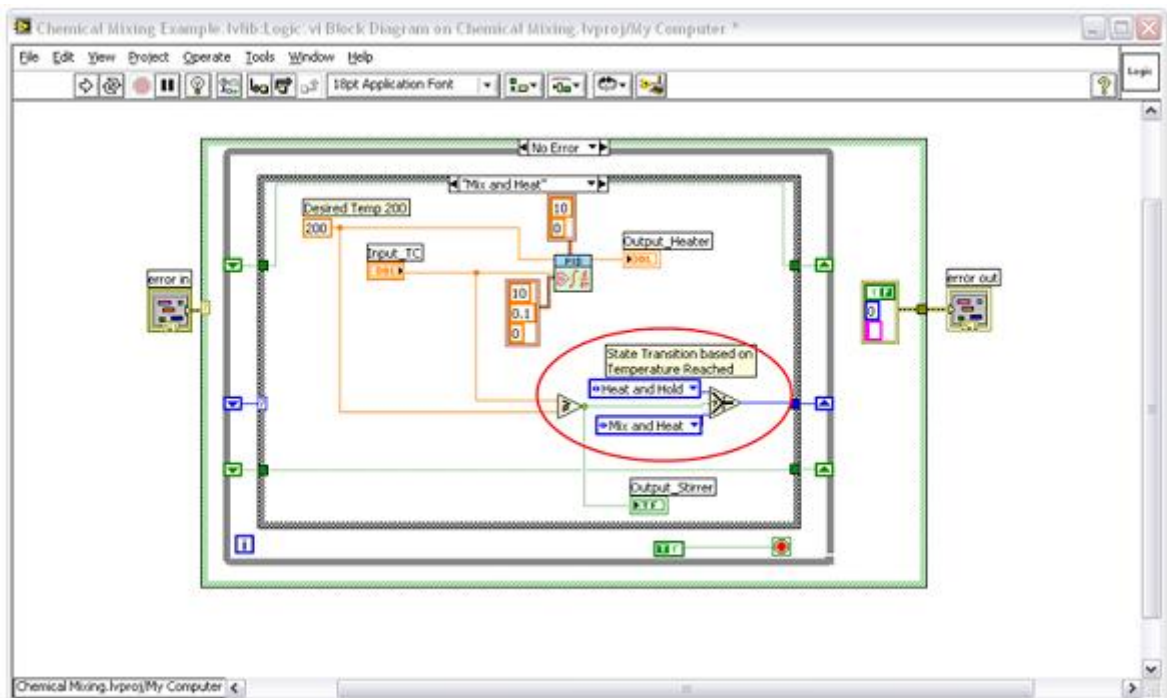 Chemical Mixing Example.lvlib:Logic.vi Block Diagram on Chemical Mixing.lvproj/My Computer *
File Edit View Project Operate Tools Window Help
18pt Application Font
Logic
No Error
"Mix and Heat"
Desired Temp 200
200
10
0
Input_TC
DBL
Output_Heater
DBL
PID
10
0.1
0
error in
error out
T F
0
State Transition based on
Temperature Reached
Heat and Hold
Mix and Heat
Output_Stirrer
TF
i
T F
Chemical Mixing.lvproj/My Computer